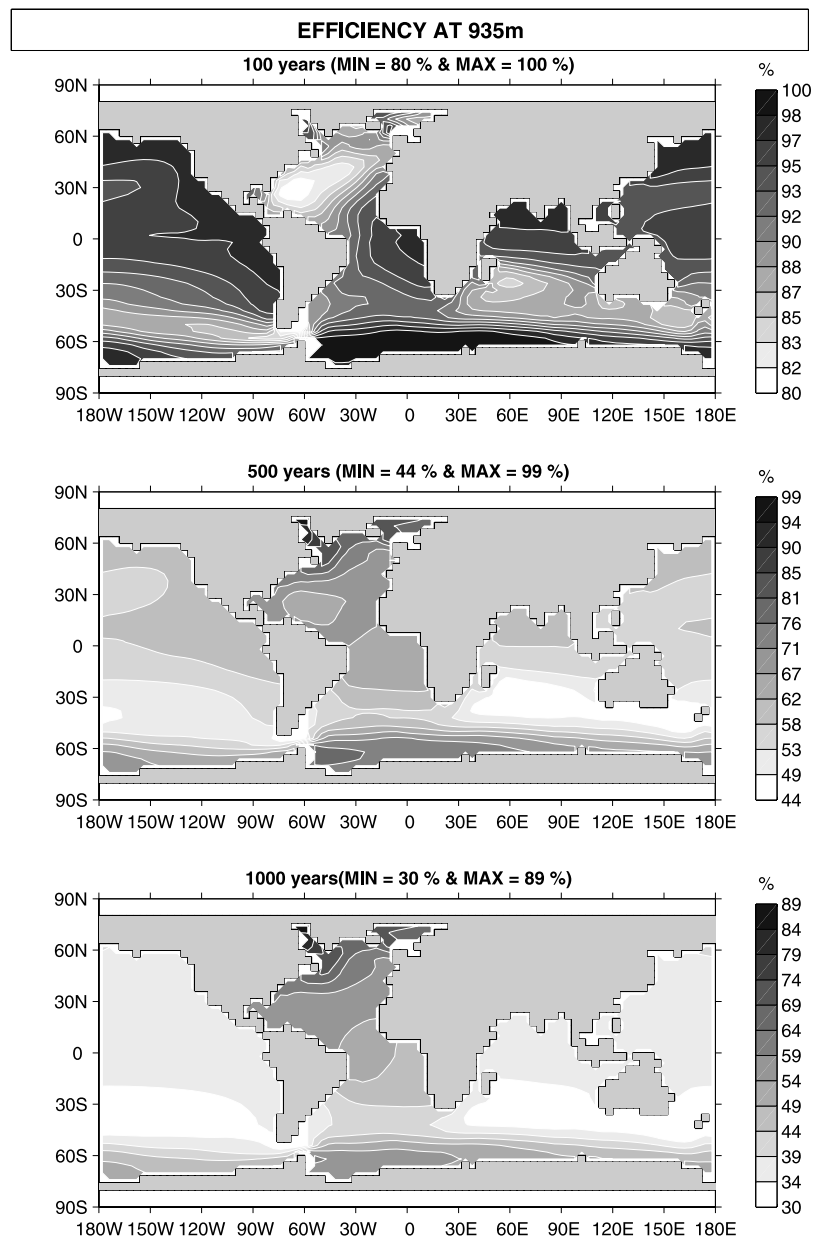 EFFICIENCY AT 935m
100 years (MIN = 80 % & MAX = 100 %)
%
90N
60N
30N
0
30S
60S
90S
180W 150W 120W 90W 60W 30W 0 30E 60E 90E 120E 150E 180E
100
98
97
95
93
92
90
88
87
85
83
82
80
500 years (MIN = 44 % & MAX = 99 %)
%
90N
60N
30N
0
30S
60S
90S
180W 150W 120W 90W 60W 30W 0 30E 60E 90E 120E 150E 180E
99
94
90
85
81
76
71
67
62
58
53
49
44
1000 years(MIN = 30 % & MAX = 89 %)
%
90N
60N
30N
0
30S
60S
90S
180W 150W 120W 90W 60W 30W 0 30E 60E 90E 120E 150E 180E
89
84
79
74
69
64
59
54
49
44
39
34
30